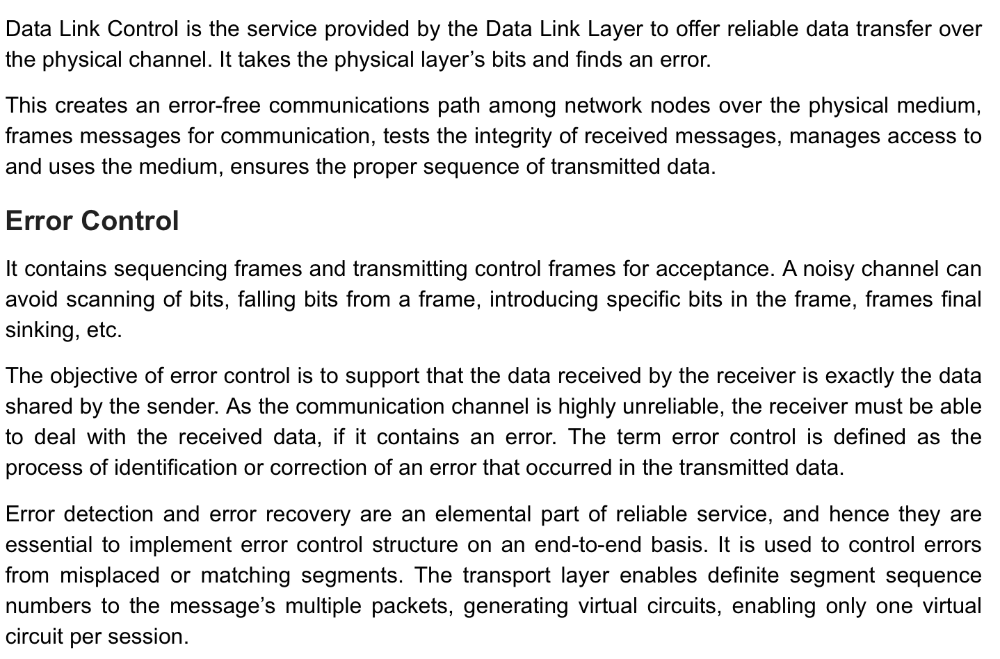 Data Link Control is the service provided by the Data Link Layer to offer reliable data transfer over
the physical channel. It takes the physical layer’s bits and finds an error.
This creates an error-free communications path among network nodes over the physical medium,
frames messages for communication, tests the integrity of received messages, manages access to
and uses the medium, ensures the proper sequence of transmitted data.
Error Control
It contains sequencing frames and transmitting control frames for acceptance. A noisy channel can
avoid scanning of bits, falling bits from a frame, introducing specific bits in the frame, frames final
sinking, etc.
The objective of error control is to support that the data received by the receiver is exactly the data
shared by the sender. As the communication channel is highly unreliable, the receiver must be able
to deal with the received data, if it contains an error. The term error control is defined as the
process of identification or correction of an error that occurred in the transmitted data.
Error detection and error recovery are an elemental part of reliable service, and hence they are
essential to implement error control structure on an end-to-end basis. It is used to control errors
from misplaced or matching segments. The transport layer enables definite segment sequence
numbers to the message’s multiple packets, generating virtual circuits, enabling only one virtual
circuit per session.